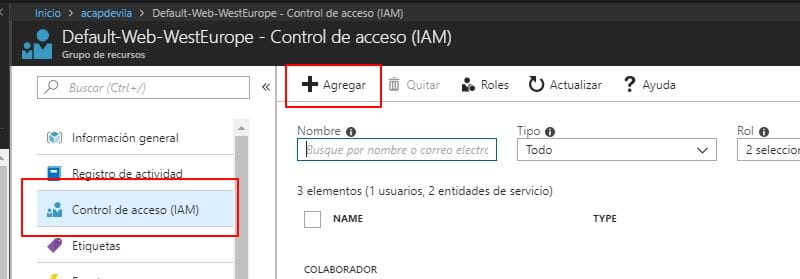 Inicio > acapdevila > Default-Web-WestEurope - Control de acceso (IAM)
Default-Web-WestEurope - Control de acceso (IAM)
Grupo de recursos
Buscar (Ctrl+/)
Información general
Registro de actividad
Control de acceso (IAM)
Etiquetas
Agregar Quitar Roles Actualizar ? Ayuda
Nombre Tipo Rol
Busque por nombre o correo electró Todo 2 seleccion
3 elementos (1 usuarios, 2 entidades de servicio)
NAME TYPE
COLABORADOR